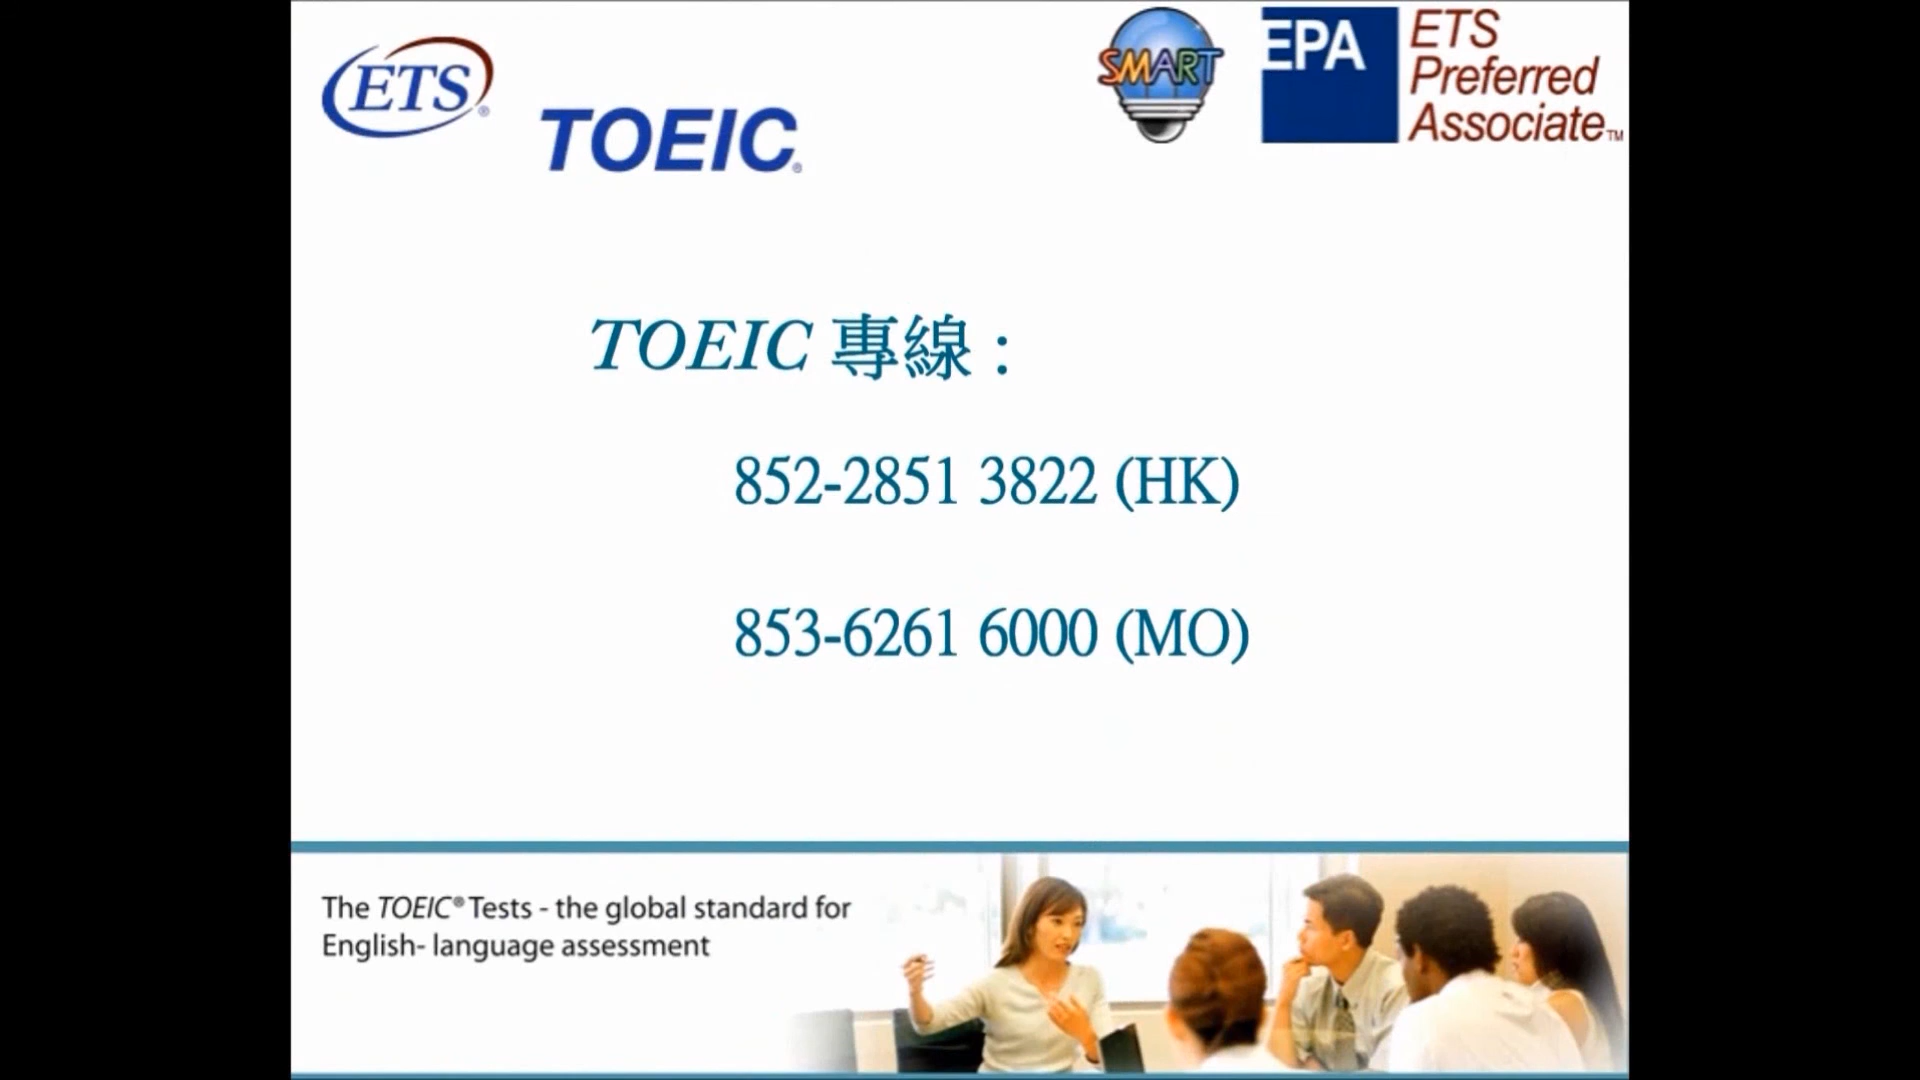 ETS®
TOEIC®
SMART
EPA
ETS
Preferred
Associate™
TOEIC 專線 :
852-2851 3822 (HK)
853-6261 6000 (MO)
The TOEIC® Tests - the global standard for
English- language assessment